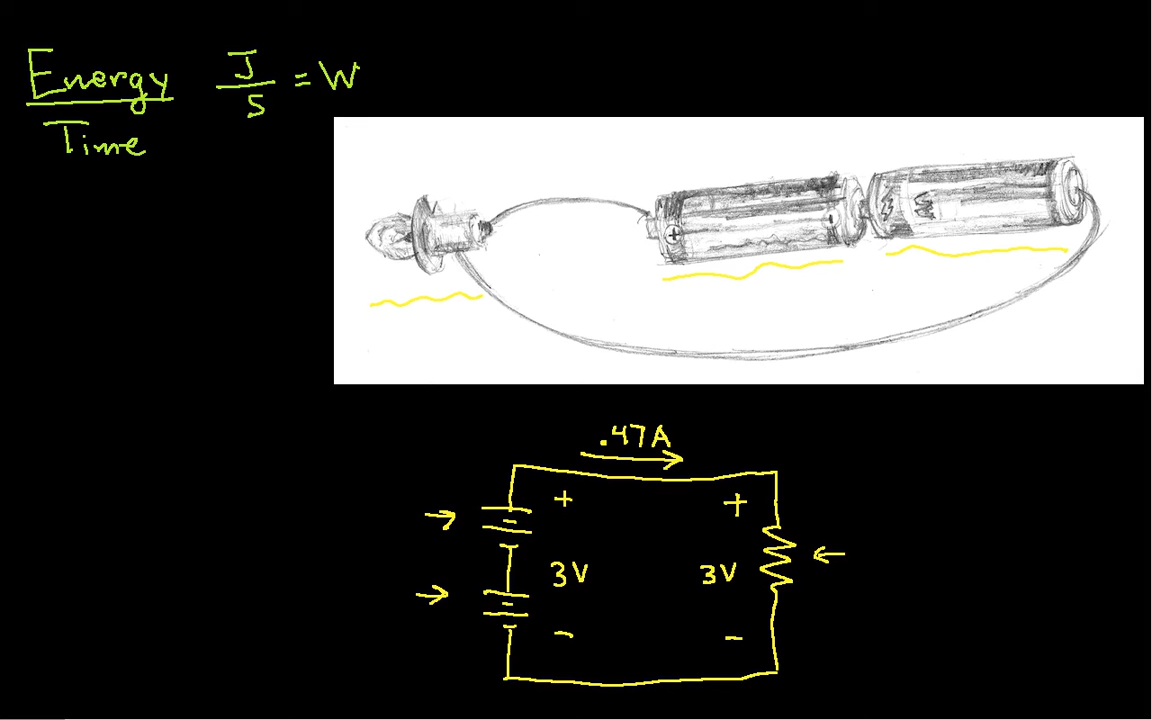 Energy J
Time s = W
+ -
.47A
+ +
3V 3V
- -